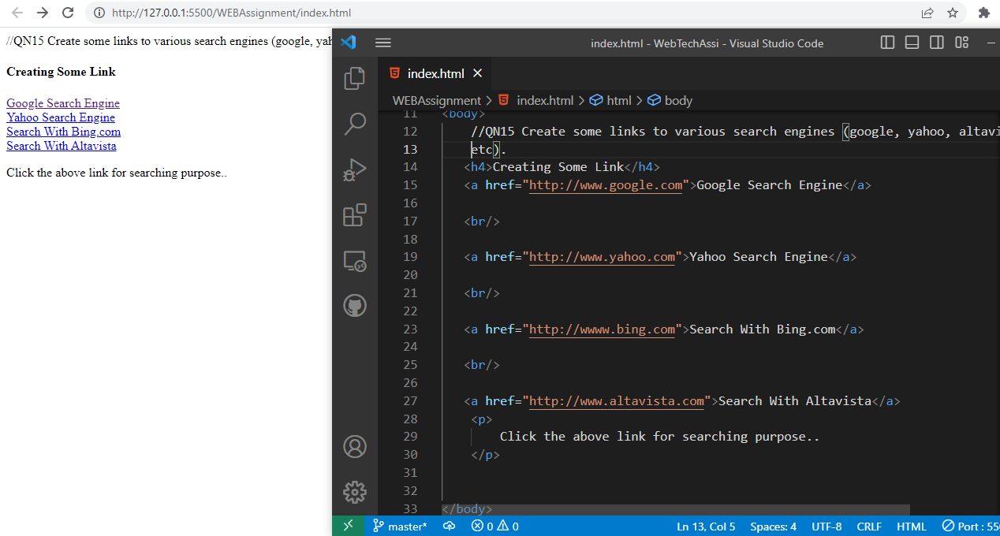 http://127.0.0.1:5500/WEBAssignment/index.html
//QN15 Create some links to various search engines (google, yah
Creating Some Link
Google Search Engine
Yahoo Search Engine
Search With Bing.com
Search With Altavista
Click the above link for searching purpose..
index.html - WebTechAssi - Visual Studio Code
index.html
WEBAssignment > index.html > html > body
11 <body>
12 //QN15 Create some links to various search engines (google, yahoo, altavi
13 etc).
14 <h4>Creating Some Link</h4>
15 <a href="http://www.google.com">Google Search Engine</a>
16
17 <br/>
18
19 <a href="http://www.yahoo.com">Yahoo Search Engine</a>
20
21 <br/>
22
23 <a href="http://wwww.bing.com">Search With Bing.com</a>
24
25 <br/>
26
27 <a href="http://www.altavista.com">Search With Altavista</a>
28 <p>
29 Click the above link for searching purpose..
30 </p>
31
32
33 </body>
master* 0 0 Ln 13, Col 5 Spaces: 4 UTF-8 CRLF HTML Port : 55